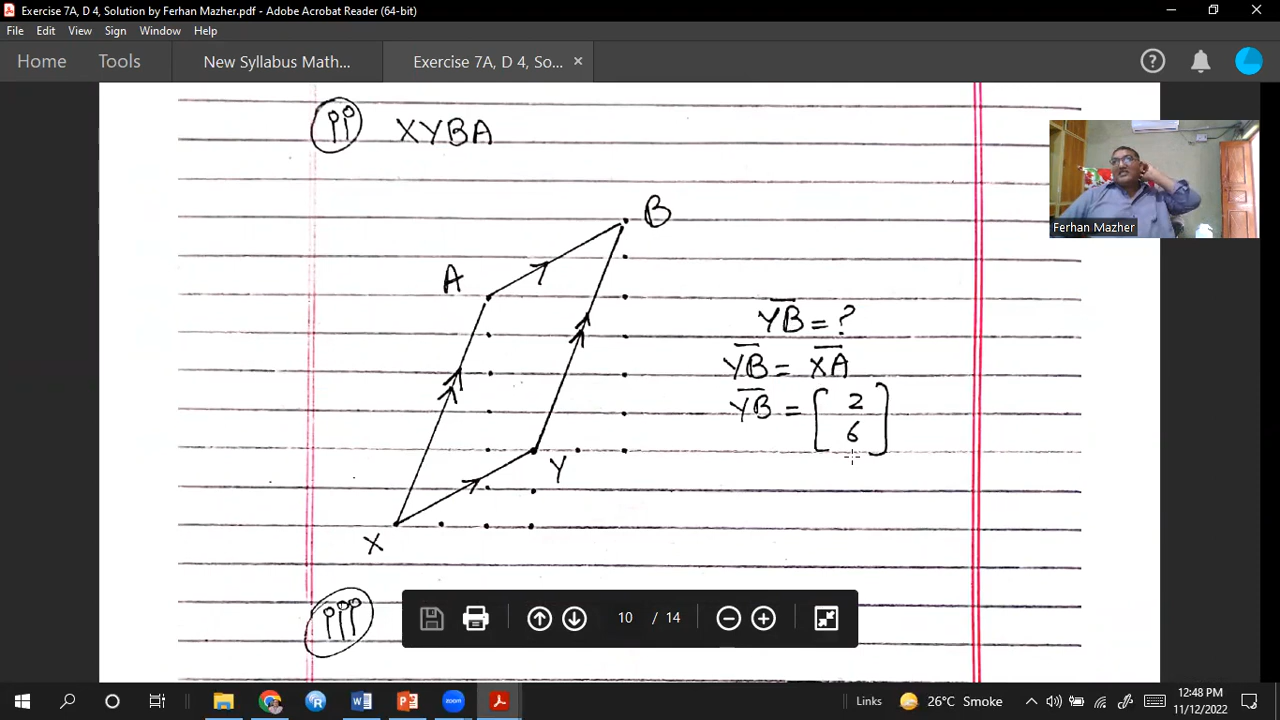 Exercise 7A, D 4, Solution by Ferhan Mazher.pdf - Adobe Acrobat Reader (64-bit)
File Edit View Sign Window Help
Home Tools New Syllabus Math... Exercise 7A, D 4, So... ×
ii XYBA
B
A
YB = ?
YB = XA
YB = [2
6]
Y
X
Ferhan Mazher
iii
10 / 14
Links 26°C Smoke 12:48 PM
11/12/2022
zoom